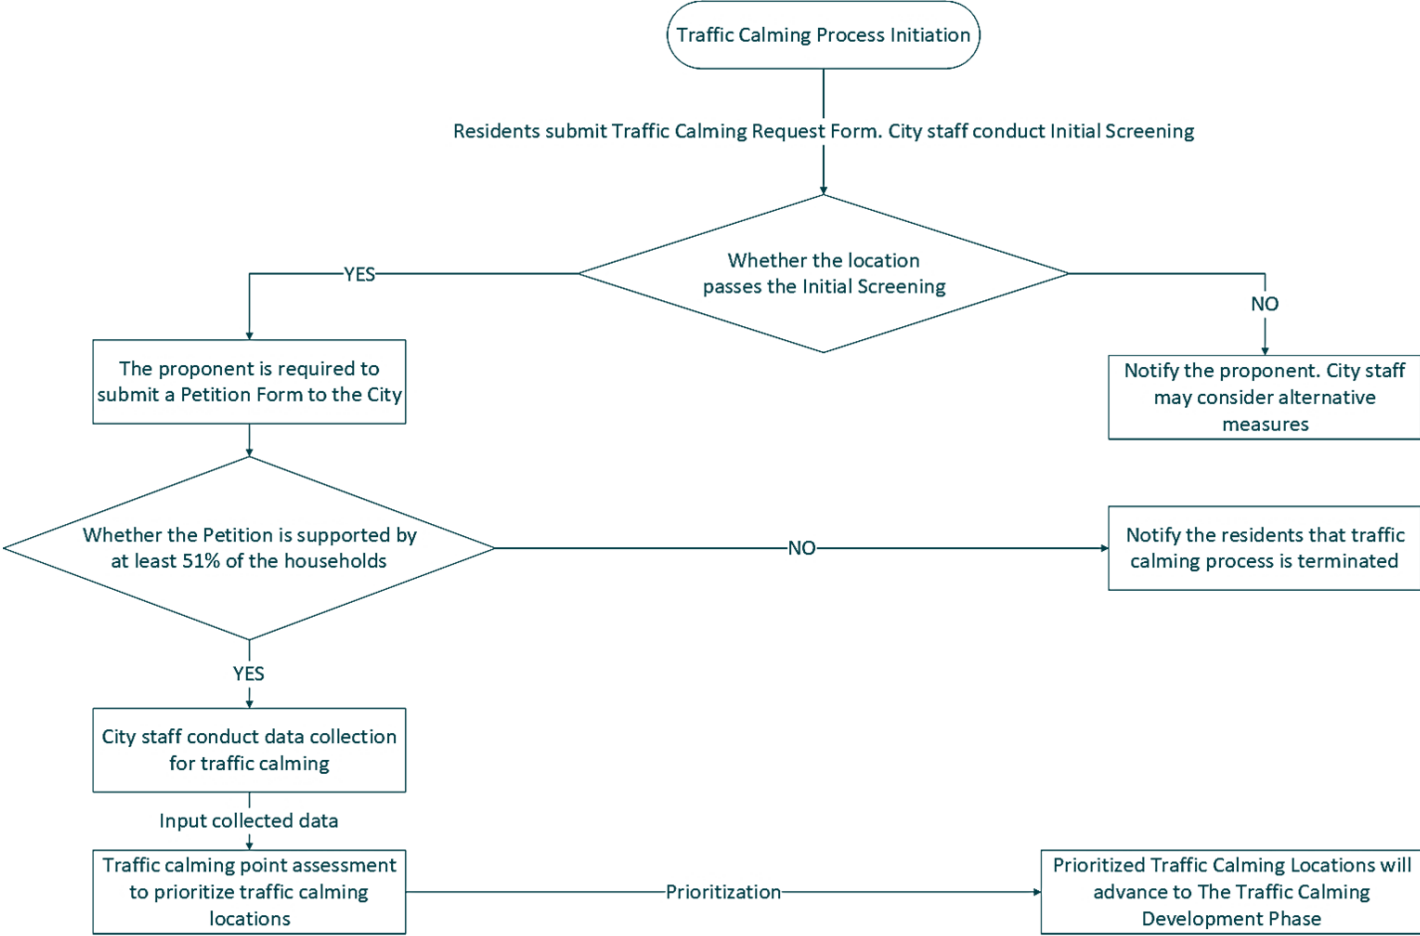 Traffic Calming Process Initiation
Residents submit Traffic Calming Request Form. City staff conduct Initial Screening
Whether the location
passes the Initial Screening
YES
NO
The proponent is required to
submit a Petition Form to the City
Notify the proponent. City staff
may consider alternative
measures
Whether the Petition is supported by
at least 51% of the households
NO
Notify the residents that traffic
calming process is terminated
YES
City staff conduct data collection
for traffic calming
Input collected data
Traffic calming point assessment
to prioritize traffic calming
locations
Prioritization
Prioritized Traffic Calming Locations will
advance to The Traffic Calming
Development Phase